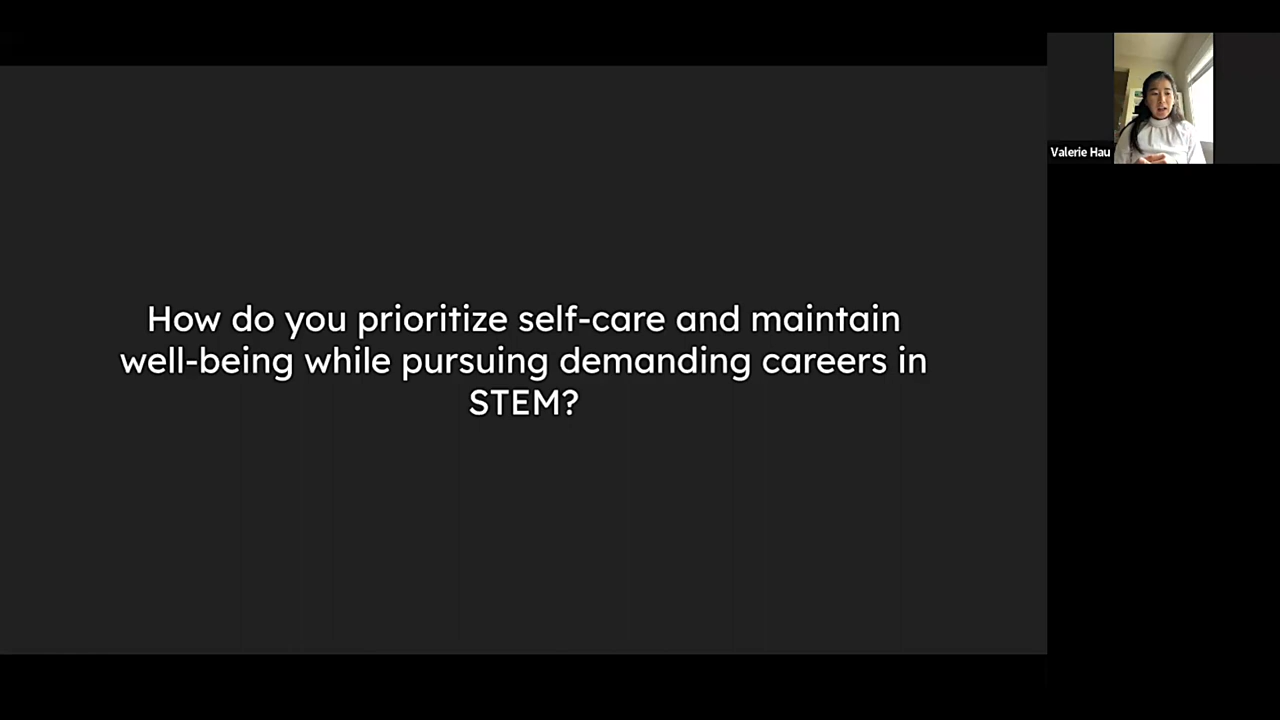 How do you prioritize self-care and maintain
well-being while pursuing demanding careers in
STEM?
Valerie Hau